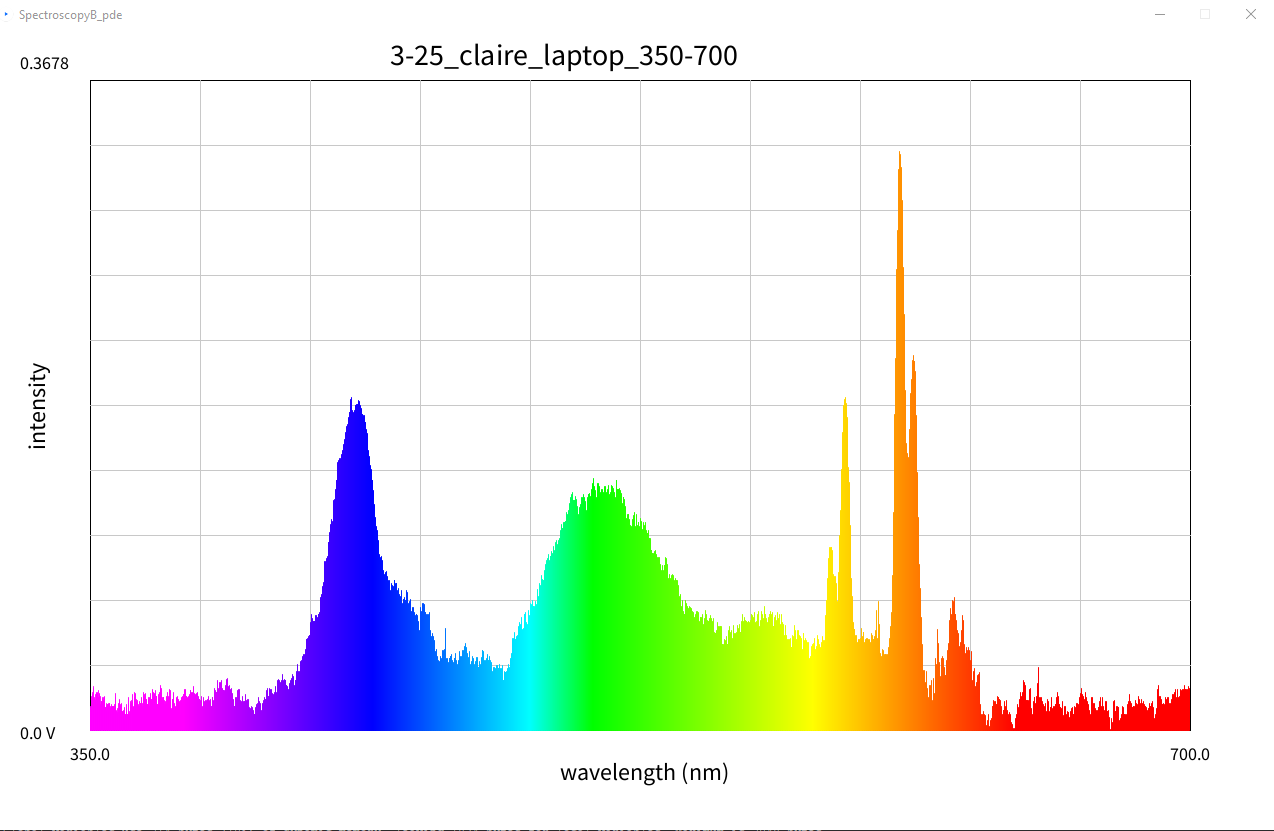 SpectroscopyB_pde
3-25_claire_laptop_350-700
0.3678
intensity
0.0 V
350.0
700.0
wavelength (nm)